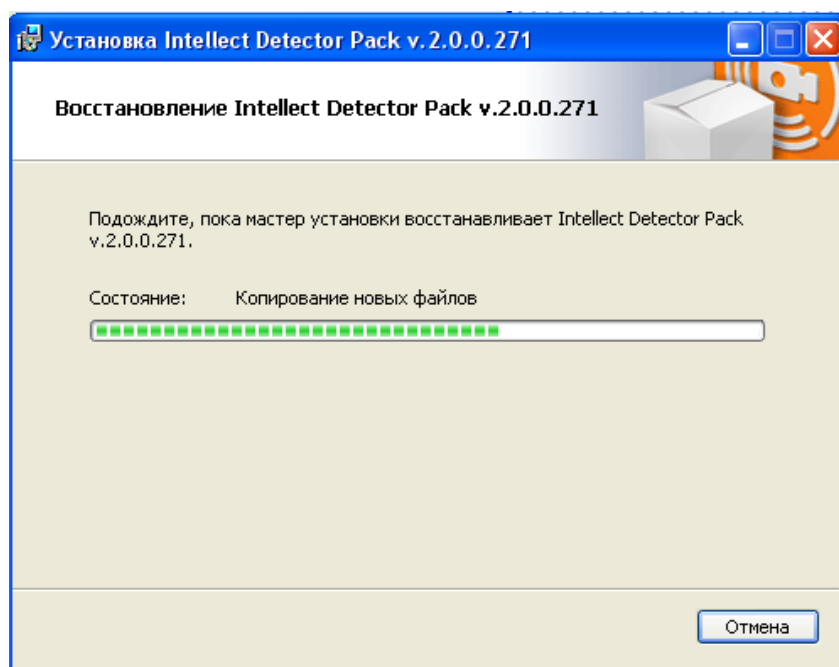 Установка Intellect Detector Pack v.2.0.0.271
Восстановление Intellect Detector Pack v.2.0.0.271
Подождите, пока мастер установки восстанавливает Intellect Detector Pack
v.2.0.0.271.
Состояние: Копирование новых файлов
Отмена